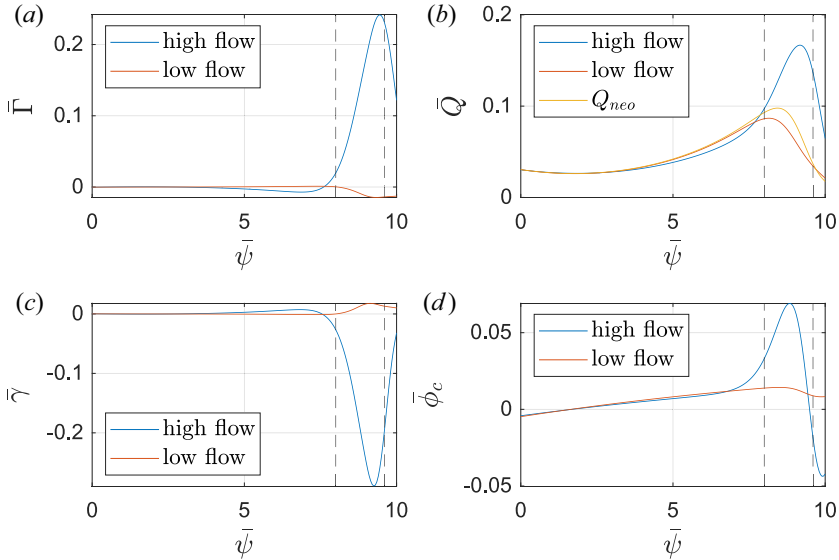 (a)
0.2
0.1
0
Γ̄
high flow
low flow
0 5 10
ψ̄
(b)
0.2
0.1
0
Q̄
high flow
low flow
Q_neo
0 5 10
ψ̄
(c)
0
-0.1
-0.2
γ̄
high flow
low flow
0 5 10
ψ̄
(d)
0.05
0
-0.05
ϕ̄_c
high flow
low flow
0 5 10
ψ̄